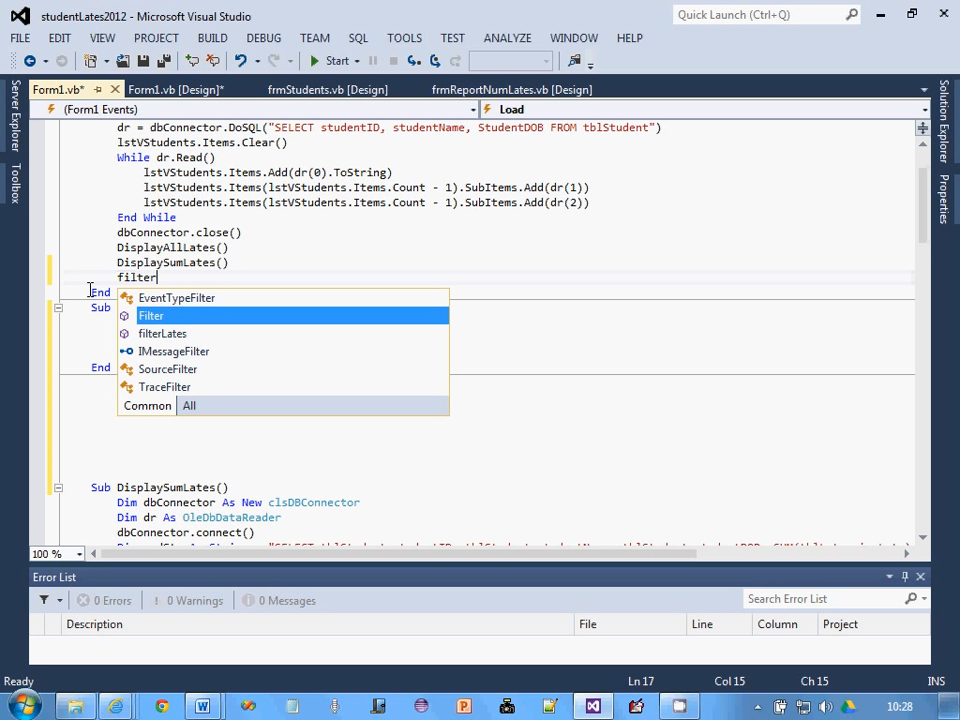 studentLates2012 - Microsoft Visual Studio
Quick Launch (Ctrl+Q)
FILE EDIT VIEW PROJECT BUILD DEBUG TEAM SQL TOOLS TEST ANALYZE WINDOW HELP
Start
Form1.vb* Form1.vb [Design]* frmStudents.vb [Design] frmReportNumLates.vb [Design]
(Form1 Events) Load
Server Explorer
Toolbox
Solution Explorer
Properties
dr = dbConnector.DoSQL("SELECT studentID, studentName, StudentDOB FROM tblStudent")
lstVStudents.Items.Clear()
While dr.Read()
lstVStudents.Items.Add(dr(0).ToString)
lstVStudents.Items(lstVStudents.Items.Count - 1).SubItems.Add(dr(1))
lstVStudents.Items(lstVStudents.Items.Count - 1).SubItems.Add(dr(2))
End While
dbConnector.close()
DisplayAllLates()
DisplaySumLates()
filter
End
Sub
End
EventTypeFilter
Filter
filterLates
IMessageFilter
SourceFilter
TraceFilter
Common All
Sub DisplaySumLates()
Dim dbConnector As New clsDBConnector
Dim dr As OleDbDataReader
dbConnector.connect()
100 %
Error List
0 Errors 0 Warnings 0 Messages
Search Error List
Description File Line Column Project
Ready Ln 17 Col 15 Ch 15 INS
10:28